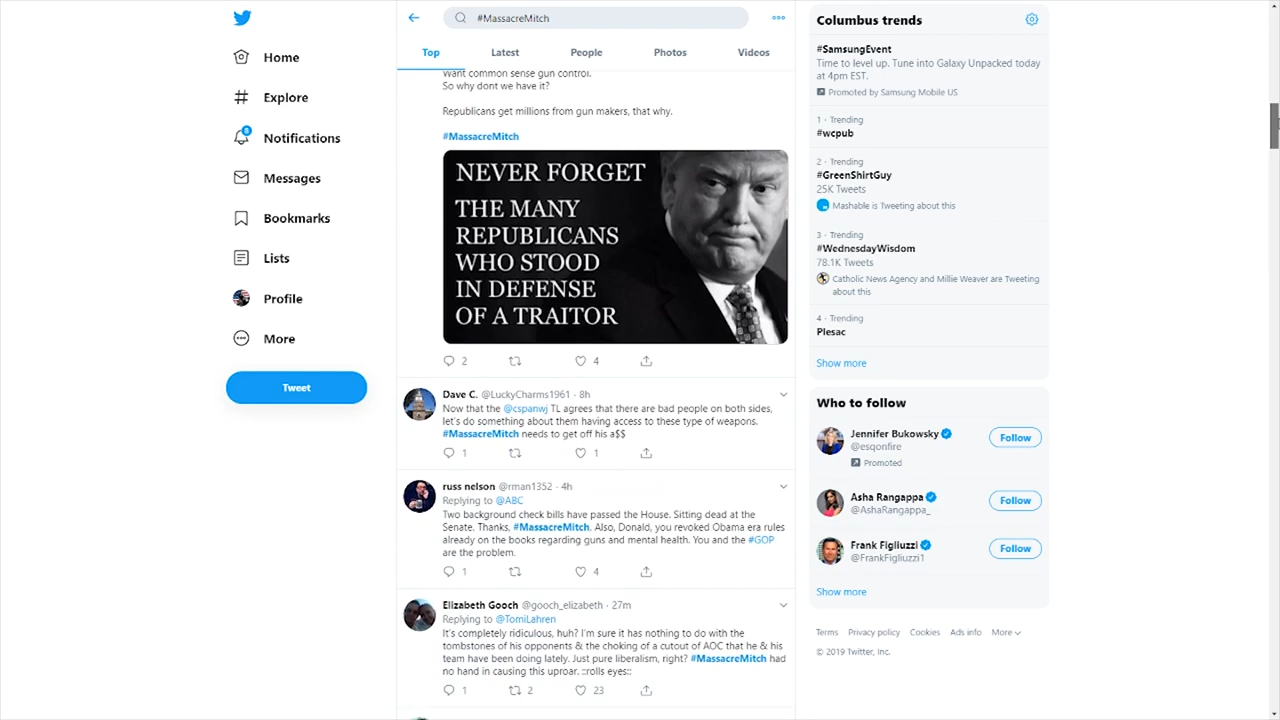 Home
Explore
8
Notifications
Messages
Bookmarks
Lists
Profile
More
Tweet
#MassacreMitch
Top
Latest
People
Photos
Videos
Want common sense gun control.
So why dont we have it?
Republicans get millions from gun makers, that why.
#MassacreMitch
NEVER FORGET
THE MANY
REPUBLICANS
WHO STOOD
IN DEFENSE
OF A TRAITOR
2
4
Dave C. @LuckyCharms1961 · 8h
Now that the @cspanwj TL agrees that there are bad people on both sides,
let's do something about them having access to these type of weapons.
#MassacreMitch needs to get off his a$$
1
1
russ nelson @rman1352 · 4h
Replying to @ABC
Two background check bills have passed the House. Sitting dead at the
Senate. Thanks, #MassacreMitch. Also, Donald, you revoked Obama era rules
already on the books regarding guns and mental health. You and the #GOP
are the problem.
1
4
Elizabeth Gooch @gooch_elizabeth · 27m
Replying to @TomiLahren
It's completely ridiculous, huh? I'm sure it has nothing to do with the
tombstones of his opponents & the choking of a cutout of AOC that he & his
team have been doing lately. Just pure liberalism, right? #MassacreMitch had
no hand in causing this uproar. ::rolls eyes::
1
2
23
Columbus trends
#SamsungEvent
Time to level up. Tune into Galaxy Unpacked today
at 4pm EST.
Promoted by Samsung Mobile US
1 · Trending
#wcpub
2 · Trending
#GreenShirtGuy
25K Tweets
Mashable is Tweeting about this
3 · Trending
#WednesdayWisdom
78.1K Tweets
Catholic News Agency and Millie Weaver are Tweeting
about this
4 · Trending
Plesac
Show more
Who to follow
Jennifer Bukowsky
@esqonfire
Promoted
Follow
Asha Rangappa
@AshaRangappa_
Follow
Frank Figliuzzi
@FrankFigliuzzi1
Follow
Show more
Terms Privacy policy Cookies Ads info More
© 2019 Twitter, Inc.